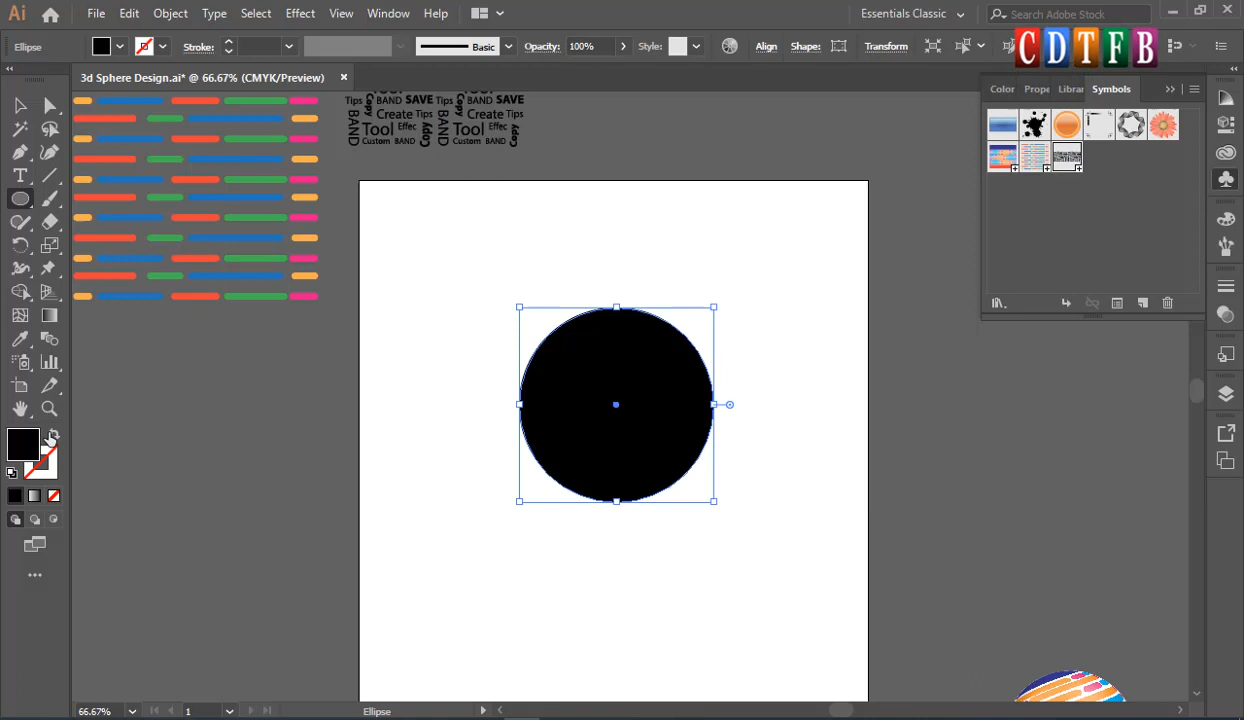 Ai File Edit Object Type Select Effect View Window Help Essentials Classic Search Adobe Stock
Ellipse Stroke: Basic Opacity: 100% Style: Align Shape: Transform CDTFB
3d Sphere Design.ai* @ 66.67% (CMYK/Preview)
Color Prope Librar Symbols
Tips Copy BAND SAVE Copy BAND SAVE
BAND Create Tips BAND Create Tips
Tool Effec Copy Tool Effec Copy
Custom BAND Custom BAND
66.67% 1 Ellipse